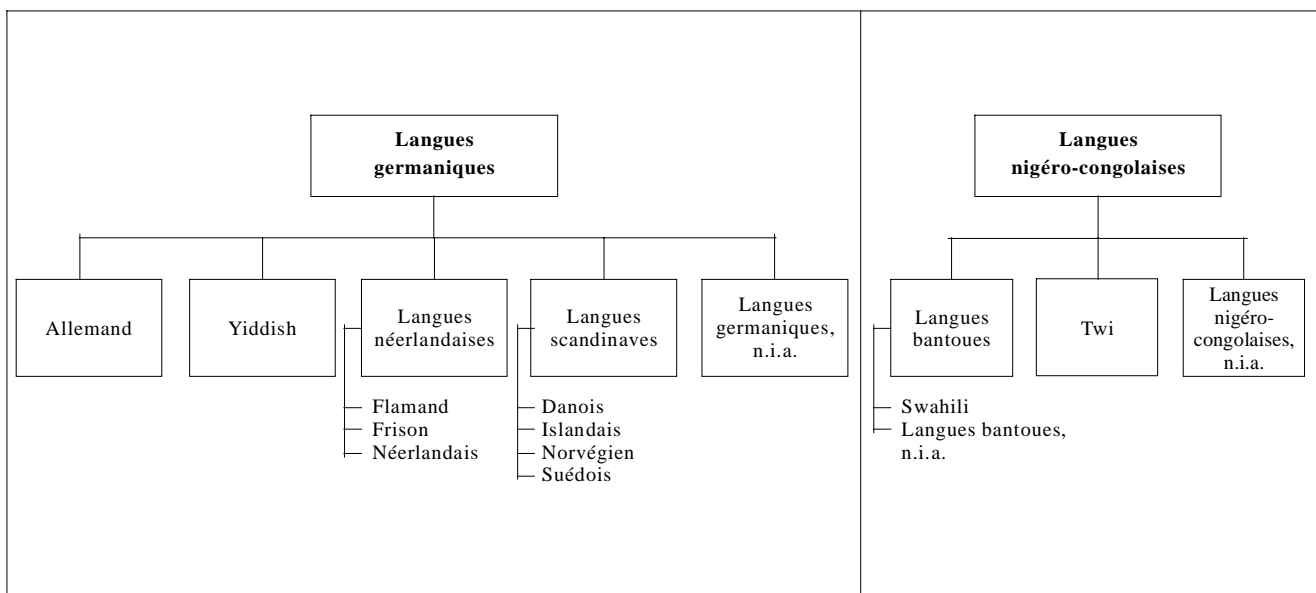 Langues
germaniques
Allemand
Yiddish
Langues
néerlandaises
Flamand
Frison
Néerlandais
Langues
scandinaves
Danois
Islandais
Norvégien
Suédois
Langues
germaniques,
n.i.a.
Langues
nigéro-congolaises
Langues
bantoues
Swahili
Langues bantoues,
n.i.a.
Twi
Langues
nigéro-
congolaises,
n.i.a.